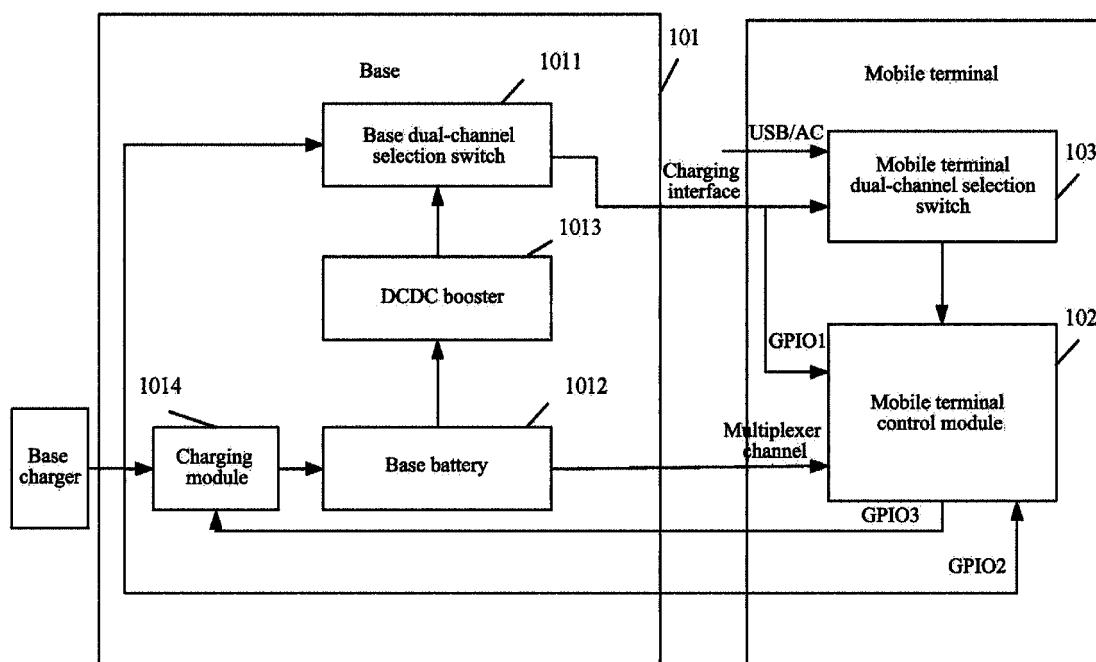 101
Base
1011
Base dual-channel
selection switch
Mobile terminal
USB/AC
Charging
interface
Mobile terminal
dual-channel selection
switch
103
1013
DCDC booster
GPIO1
102
Mobile terminal
control module
1014
1012
Base
charger
Charging
module
Base battery
Multiplexer
channel
GPIO3
GPIO2